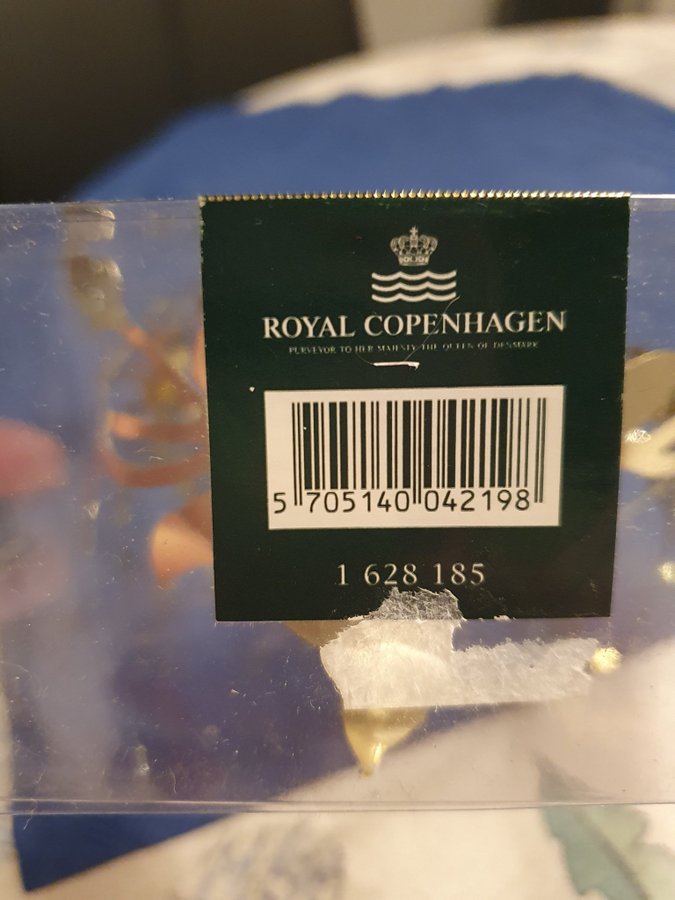 ROYAL COPENHAGEN
PURVEYOR TO HER MAJESTY THE QUEEN OF DENMARK
5 705140 042198
1 628 185